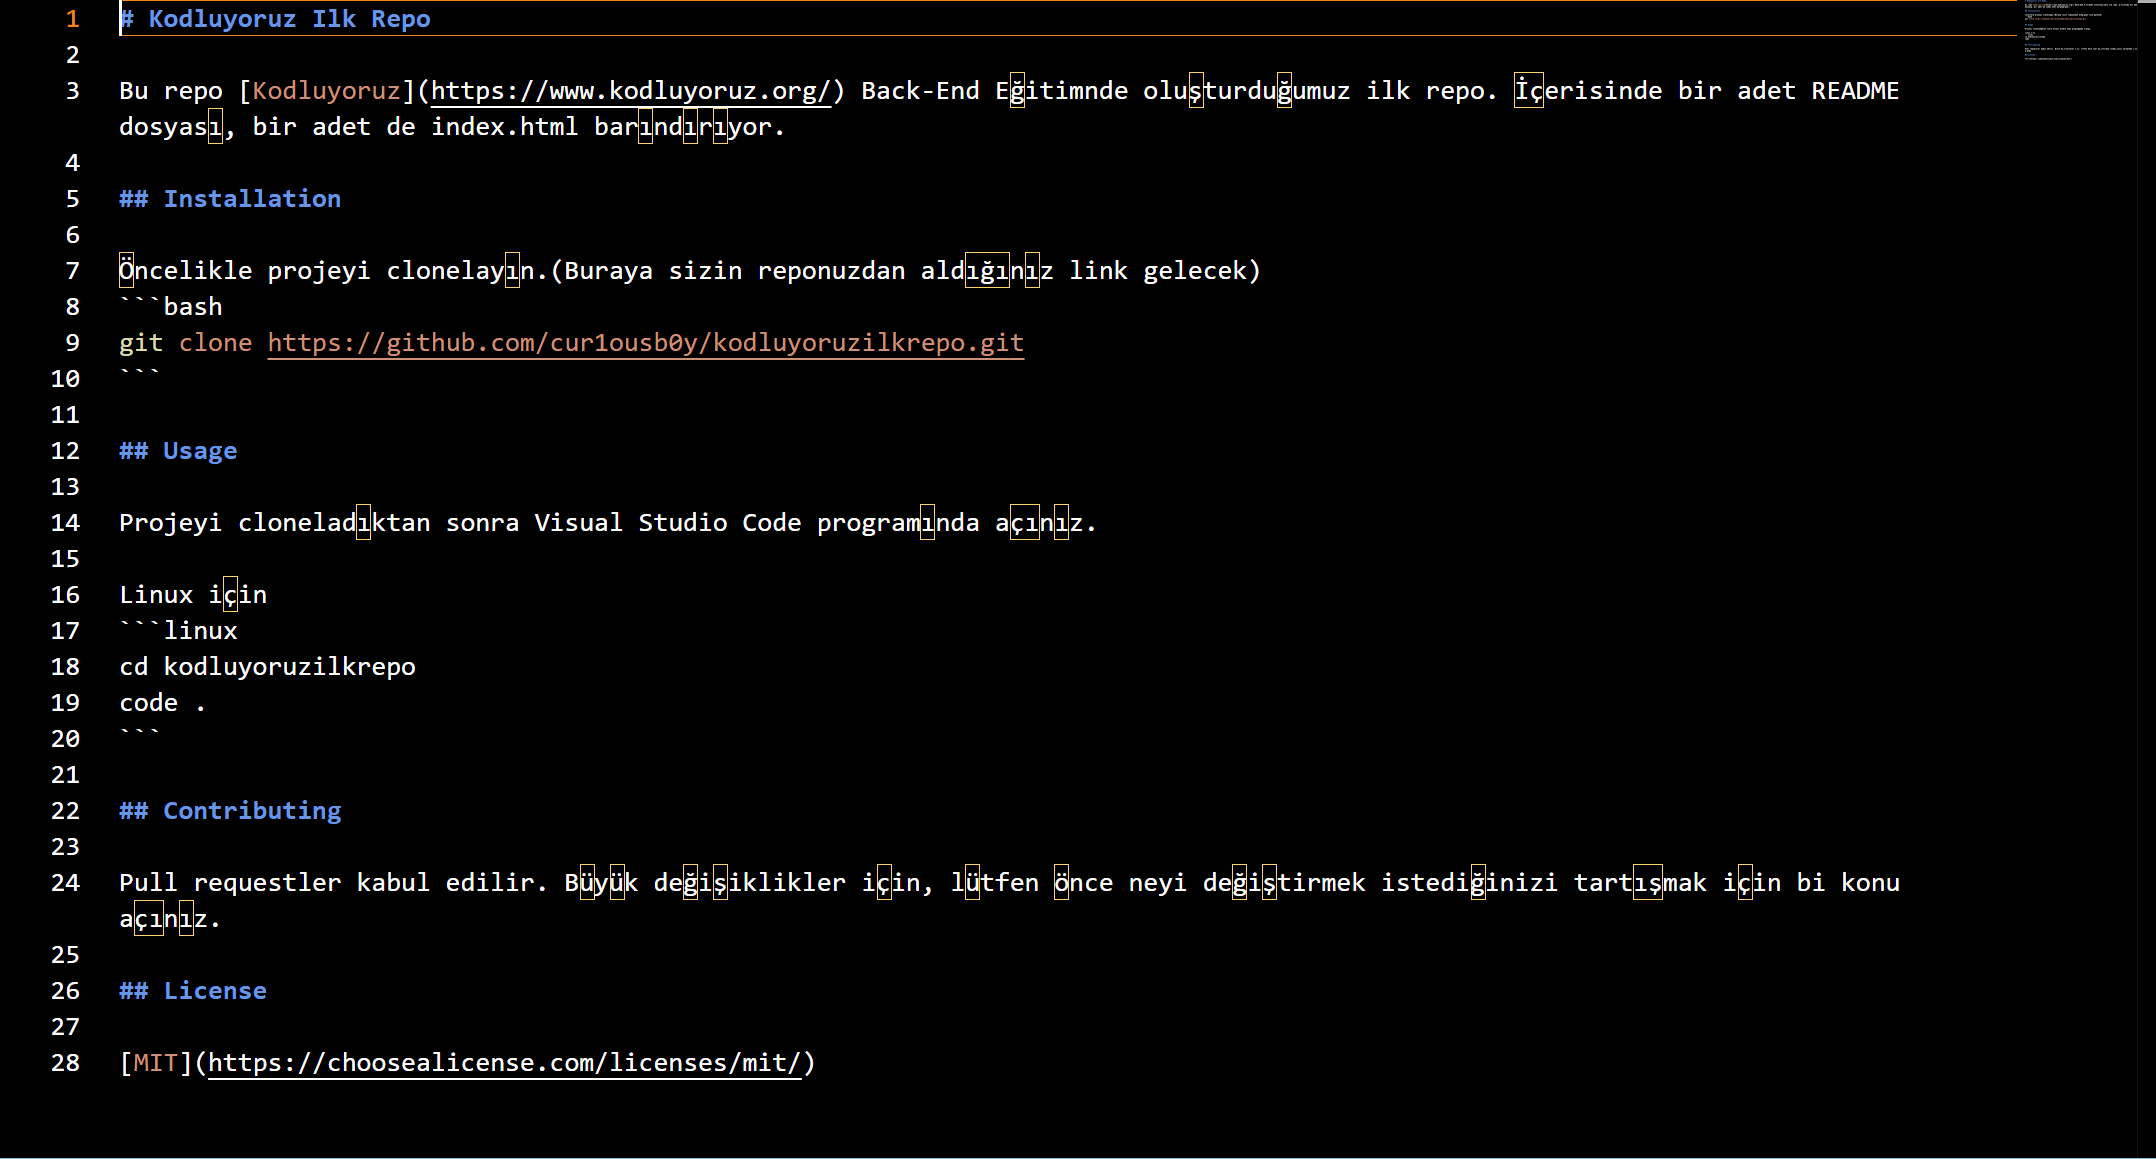 1 # Kodluyoruz Ilk Repo
2
3 Bu repo [Kodluyoruz](https://www.kodluyoruz.org/) Back-End Eğitimnde oluşturduğumuz ilk repo. İçerisinde bir adet README
dosyası, bir adet de index.html barındırıyor.
4
5 ## Installation
6
7 Öncelikle projeyi clonelayın.(Buraya sizin reponuzdan aldığınız link gelecek)
8 ```bash
9 git clone https://github.com/cur1ousb0y/kodluyoruzilkrepo.git
10 ```
11
12 ## Usage
13
14 Projeyi cloneladıktan sonra Visual Studio Code programında açınız.
15
16 Linux için
17 ```linux
18 cd kodluyoruzilkrepo
19 code .
20 ```
21
22 ## Contributing
23
24 Pull requestler kabul edilir. Büyük değişiklikler için, lütfen önce neyi değiştirmek istediğinizi tartışmak için bi konu
açınız.
25
26 ## License
27
28 [MIT](https://choosealicense.com/licenses/mit/)